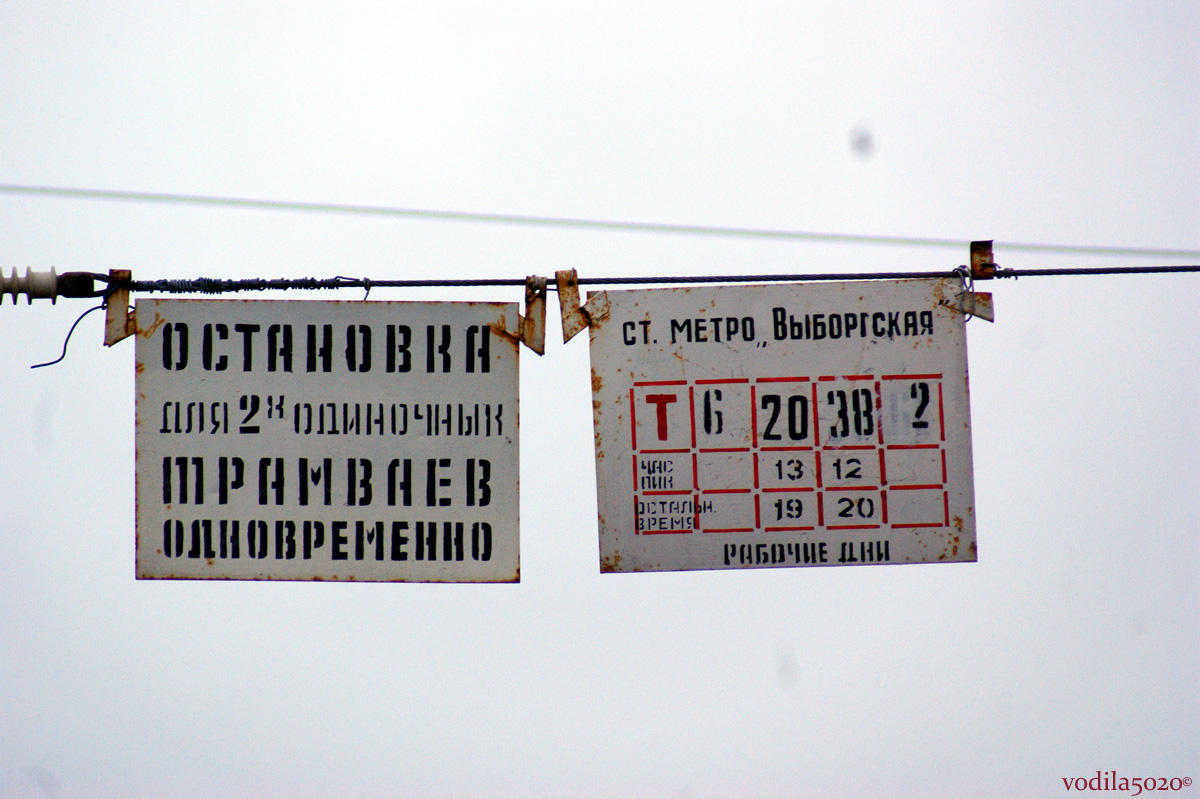 ОСТАНОВКА
ДЛЯ 2Х ОДИНОЧНЫХ
ТРАМВАЕВ
ОДНОВРЕМЕННО
СТ. МЕТРО „ВЫБОРГСКАЯ"
Т 6 20 38 2
ЧАС ПИК 13 12
ОСТАЛЬН. ВРЕМЯ 19 20
РАБОЧИЕ ДНИ
vodila5020©